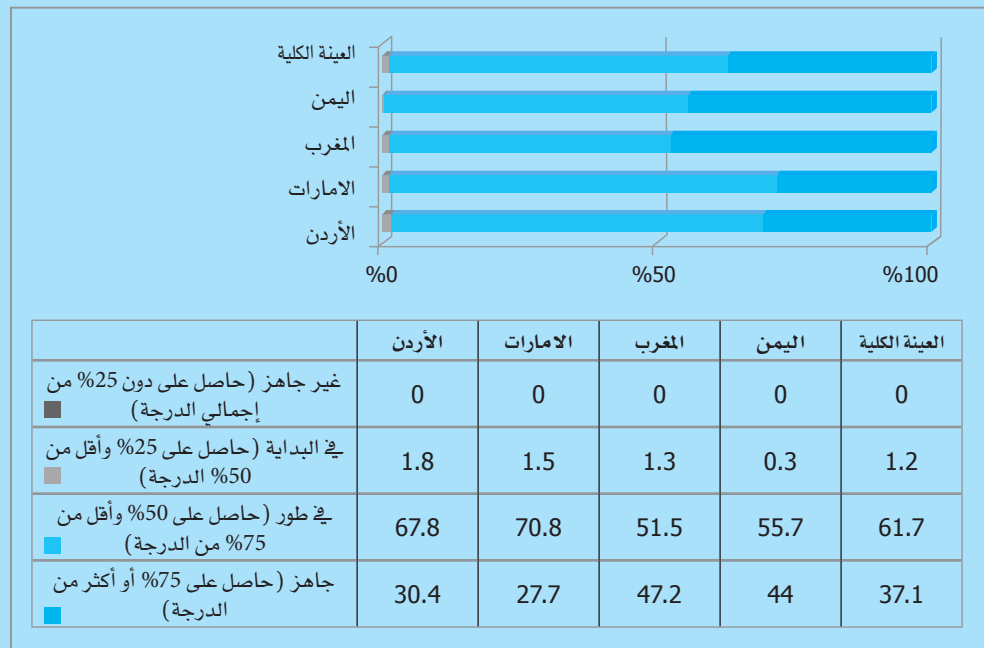 العينة الكلية
اليمن
المغرب
الامارات
الأردن
%0 %50 %100
الأردن الامارات المغرب اليمن العينة الكلية
غير جاهز (حاصل على دون 25% من
إجمالي الدرجة)
0 0 0 0 0
في البداية (حاصل على 25% وأقل من
50% الدرجة)
1.8 1.5 1.3 0.3 1.2
في طور (حاصل على 50% وأقل من
75% من الدرجة)
67.8 70.8 51.5 55.7 61.7
جاهز (حاصل على 75% أو أكثر من
الدرجة)
30.4 27.7 47.2 44 37.1